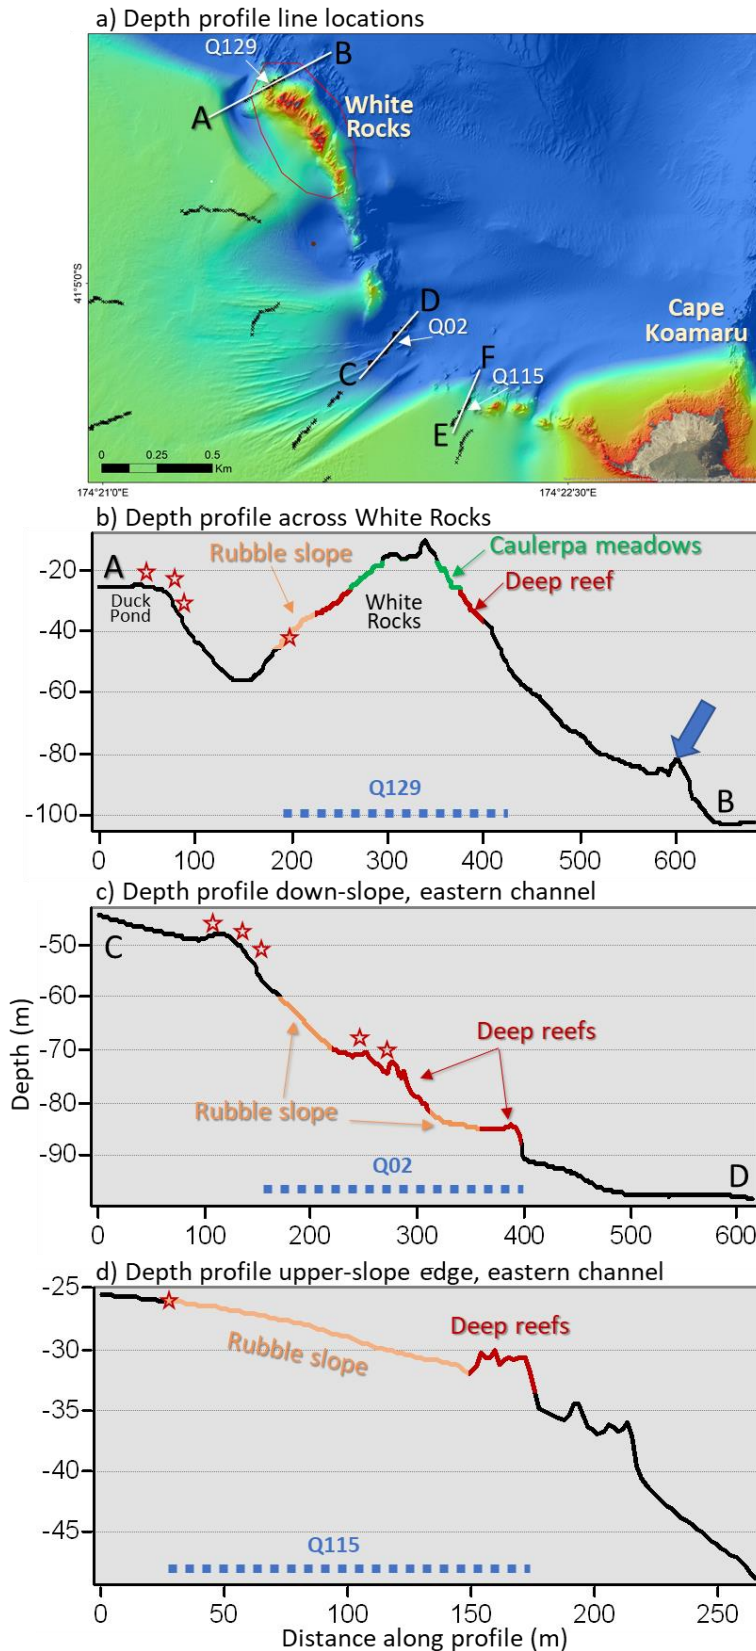 a) Depth profile line locations
Q129
B
A
White
Rocks
41°5'0"S
D
Q02
Cape
Koamaru
C
F
Q115
E
0 0.25 0.5
Km
174°21'0"E 174°22'30"E
b) Depth profile across White Rocks
A
Rubble slope
Caulerpa meadows
-20
Duck
Pond
White
Rocks
Deep reef
-40
-60
-80
Q129
B
-100
0 100 200 300 400 500 600
c) Depth profile down-slope, eastern channel
C
-50
-60
Deep reefs
-70
Rubble slope
-80
-90
Q02
D
Depth (m)
0 100 200 300 400 500 600
d) Depth profile upper-slope edge, eastern channel
-25
Deep reefs
Rubble slope
-30
-35
-40
-45
Q115
0 50 100 150 200 250
Distance along profile (m)